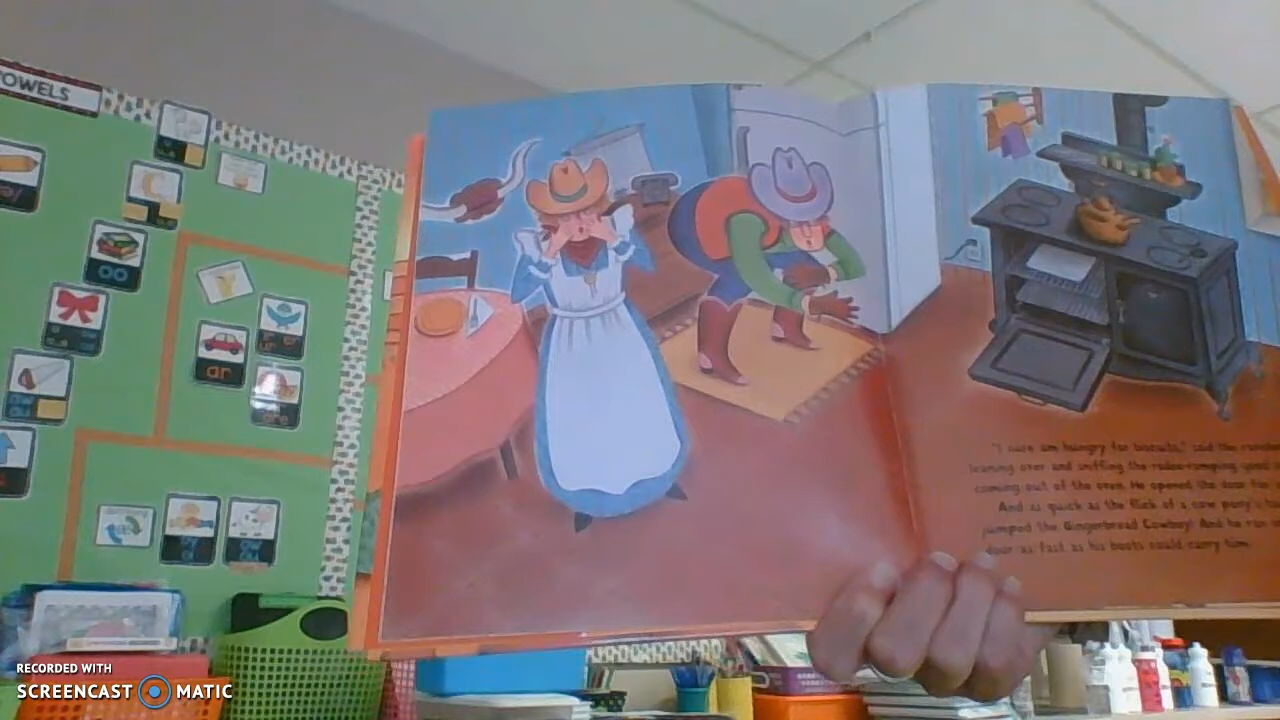 VOWELS
oo
ar
"I sure am hungry for biscuits," said the
leaning over and sniffing the rodeo-romping good
coming out of the oven. He opened the door
And as quick as the flick of a cow pony's
jumped the Gingerbread Cowboy! And he ran
door as fast as his boots could carry him.
RECORDED WITH
SCREENCAST MATIC